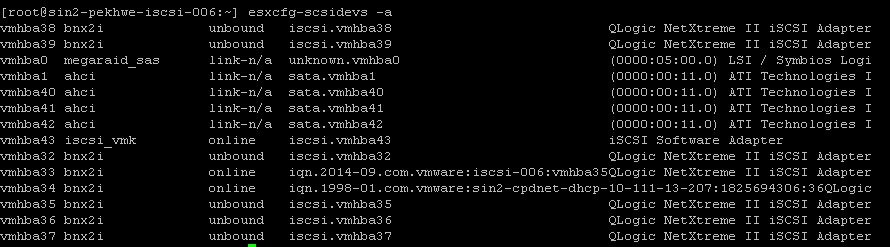 [root@sin2-pekhwe-iscsi-006:~] esxcfg-scsidevs -a
vmhba38 bnx2i unbound iscsi.vmhba38 QLogic NetXtreme II iSCSI Adapter
vmhba39 bnx2i unbound iscsi.vmhba39 QLogic NetXtreme II iSCSI Adapter
vmhba0 megaraid_sas link-n/a unknown.vmhba0 (0000:05:00.0) LSI / Symbios Logi
vmhba1 ahci link-n/a sata.vmhba1 (0000:00:11.0) ATI Technologies I
vmhba40 ahci link-n/a sata.vmhba40 (0000:00:11.0) ATI Technologies I
vmhba41 ahci link-n/a sata.vmhba41 (0000:00:11.0) ATI Technologies I
vmhba42 ahci link-n/a sata.vmhba42 (0000:00:11.0) ATI Technologies I
vmhba43 iscsi_vmk online iscsi.vmhba43 iSCSI Software Adapter
vmhba32 bnx2i unbound iscsi.vmhba32 QLogic NetXtreme II iSCSI Adapter
vmhba33 bnx2i online iqn.2014-09.com.vmware:iscsi-006:vmhba35QLogic NetXtreme II iSCSI Adapter
vmhba34 bnx2i online iqn.1998-01.com.vmware:sin2-cpdnet-dhcp-10-111-13-207:1825694306:36QLogic
vmhba35 bnx2i unbound iscsi.vmhba35 QLogic NetXtreme II iSCSI Adapter
vmhba36 bnx2i unbound iscsi.vmhba36 QLogic NetXtreme II iSCSI Adapter
vmhba37 bnx2i unbound iscsi.vmhba37 QLogic NetXtreme II iSCSI Adapter